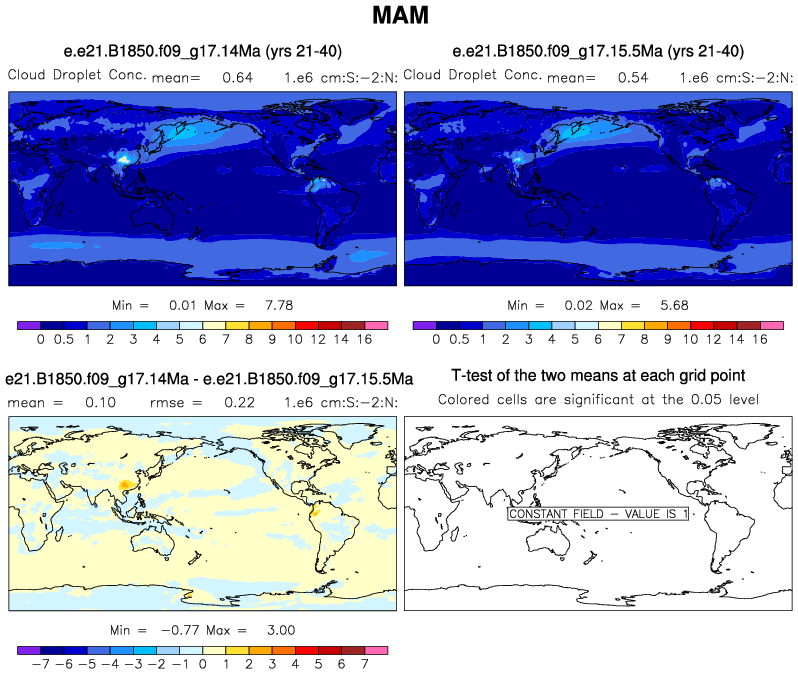 MAM
e.e21.B1850.f09_g17.14Ma (yrs 21-40)
Cloud Droplet Conc. mean= 0.64 1.e6 cm:S:-2:N:
Min = 0.01 Max = 7.78
0 0.5 1 2 3 4 5 6 7 8 9 10 12 14 16
e.e21.B1850.f09_g17.15.5Ma (yrs 21-40)
Cloud Droplet Conc. mean= 0.54 1.e6 cm:S:-2:N:
Min = 0.02 Max = 5.68
0 0.5 1 2 3 4 5 6 7 8 9 10 12 14 16
e21.B1850.f09_g17.14Ma - e.e21.B1850.f09_g17.15.5Ma
mean = 0.10 rmse = 0.22 1.e6 cm:S:-2:N:
Min = -0.77 Max = 3.00
-7 -6 -5 -4 -3 -2 -1 0 1 2 3 4 5 6 7
T-test of the two means at each grid point
Colored cells are significant at the 0.05 level
CONSTANT FIELD - VALUE IS 1